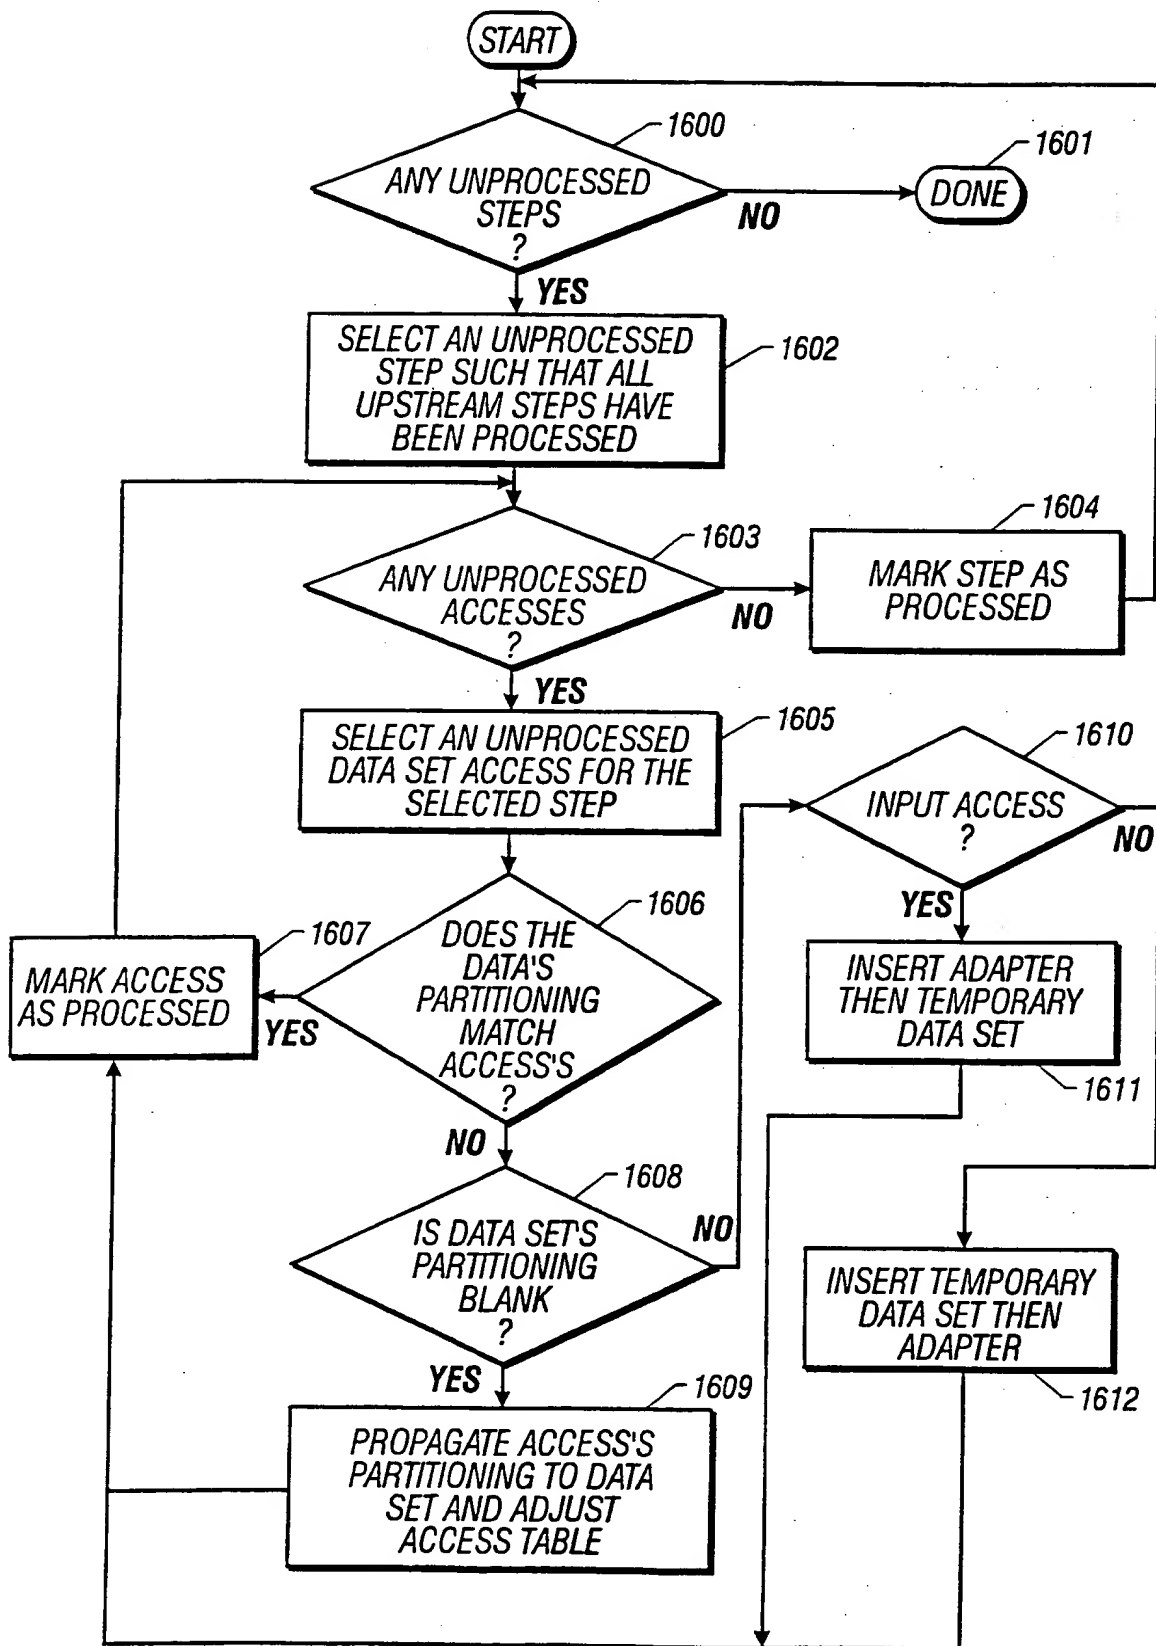 START
1600
ANY UNPROCESSED
STEPS
?
NO
1601
DONE
YES
SELECT AN UNPROCESSED
STEP SUCH THAT ALL
UPSTREAM STEPS HAVE
BEEN PROCESSED
1602
1603
ANY UNPROCESSED
ACCESSES
?
NO
1604
MARK STEP AS
PROCESSED
YES
1605
SELECT AN UNPROCESSED
DATA SET ACCESS FOR THE
SELECTED STEP
1610
INPUT ACCESS
?
NO
YES
1606
DOES THE
DATA'S
PARTITIONING
MATCH
ACCESS'S
?
YES
1607
MARK ACCESS
AS PROCESSED
INSERT ADAPTER
THEN TEMPORARY
DATA SET
1611
NO
1608
IS DATA SET'S
PARTITIONING
BLANK
?
NO
INSERT TEMPORARY
DATA SET THEN
ADAPTER
1612
YES
1609
PROPAGATE ACCESS'S
PARTITIONING TO DATA
SET AND ADJUST
ACCESS TABLE